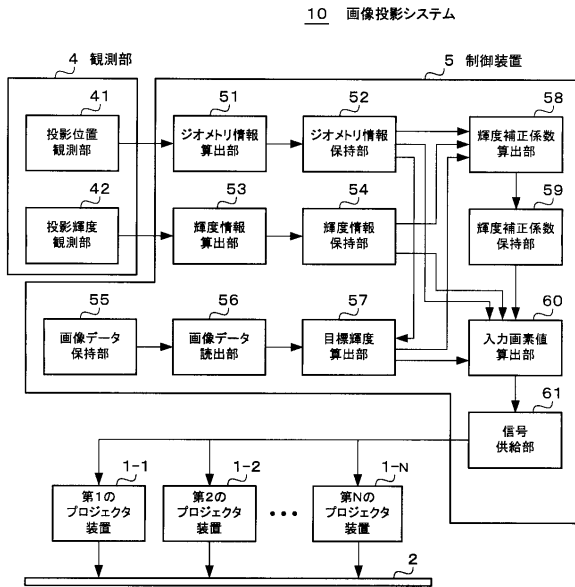 10 画像投影システム
4 観測部
5 制御装置
41
投影位置
観測部
51
ジオメトリ情報
算出部
52
ジオメトリ情報
保持部
58
輝度補正係数
算出部
42
投影輝度
観測部
53
輝度情報
算出部
54
輝度情報
保持部
59
輝度補正係数
保持部
55
画像データ
保持部
56
画像データ
読出部
57
目標輝度
算出部
60
入力画素値
算出部
61
信号
供給部
1-1
第1の
プロジェクタ
装置
1-2
第2の
プロジェクタ
装置
•••
1-N
第Nの
プロジェクタ
装置
2